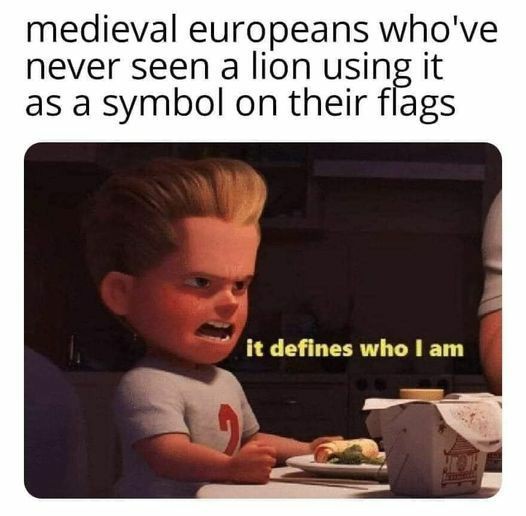 medieval europeans who've
never seen a lion using it
as a symbol on their flags
it defines who I am